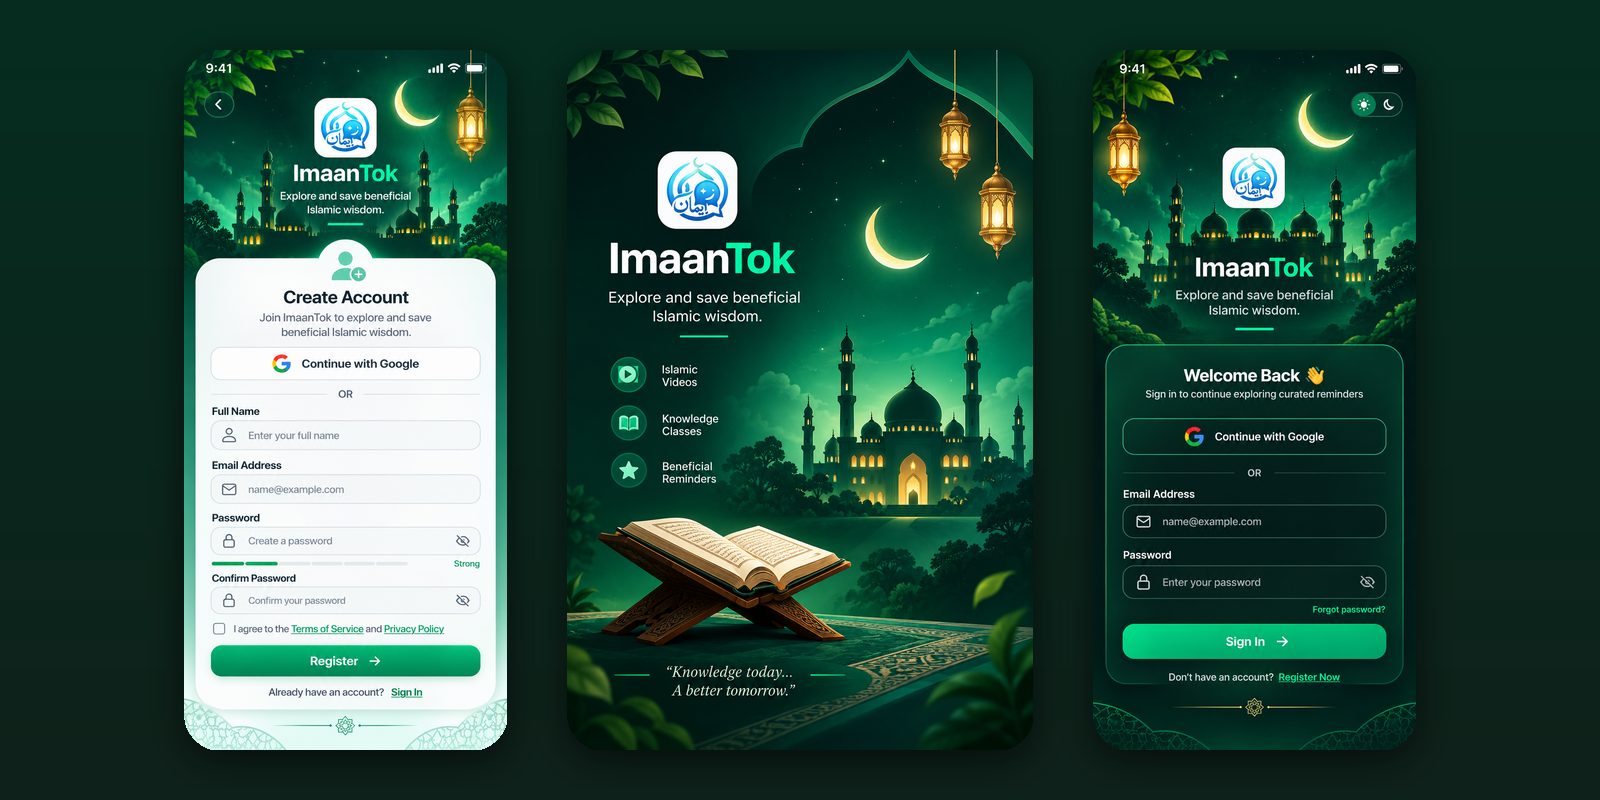 9:41
ايمان
ImaanTok
Explore and save beneficial
Islamic wisdom.
Create Account
Join ImaanTok to explore and save
beneficial Islamic wisdom.
Continue with Google
OR
Full Name
Enter your full name
Email Address
name@example.com
Password
Create a password
Strong
Confirm Password
Confirm your password
I agree to the Terms of Service and Privacy Policy
Register
Already have an account? Sign In
ايمان
ImaanTok
Explore and save beneficial
Islamic wisdom.
Islamic
Videos
Knowledge
Classes
Beneficial
Reminders
“Knowledge today...
A better tomorrow.”
9:41
ايمان
ImaanTok
Explore and save beneficial
Islamic wisdom.
Welcome Back 👋
Sign in to continue exploring curated reminders
Continue with Google
OR
Email Address
name@example.com
Password
Enter your password
Forgot password?
Sign In
Don't have an account? Register Now